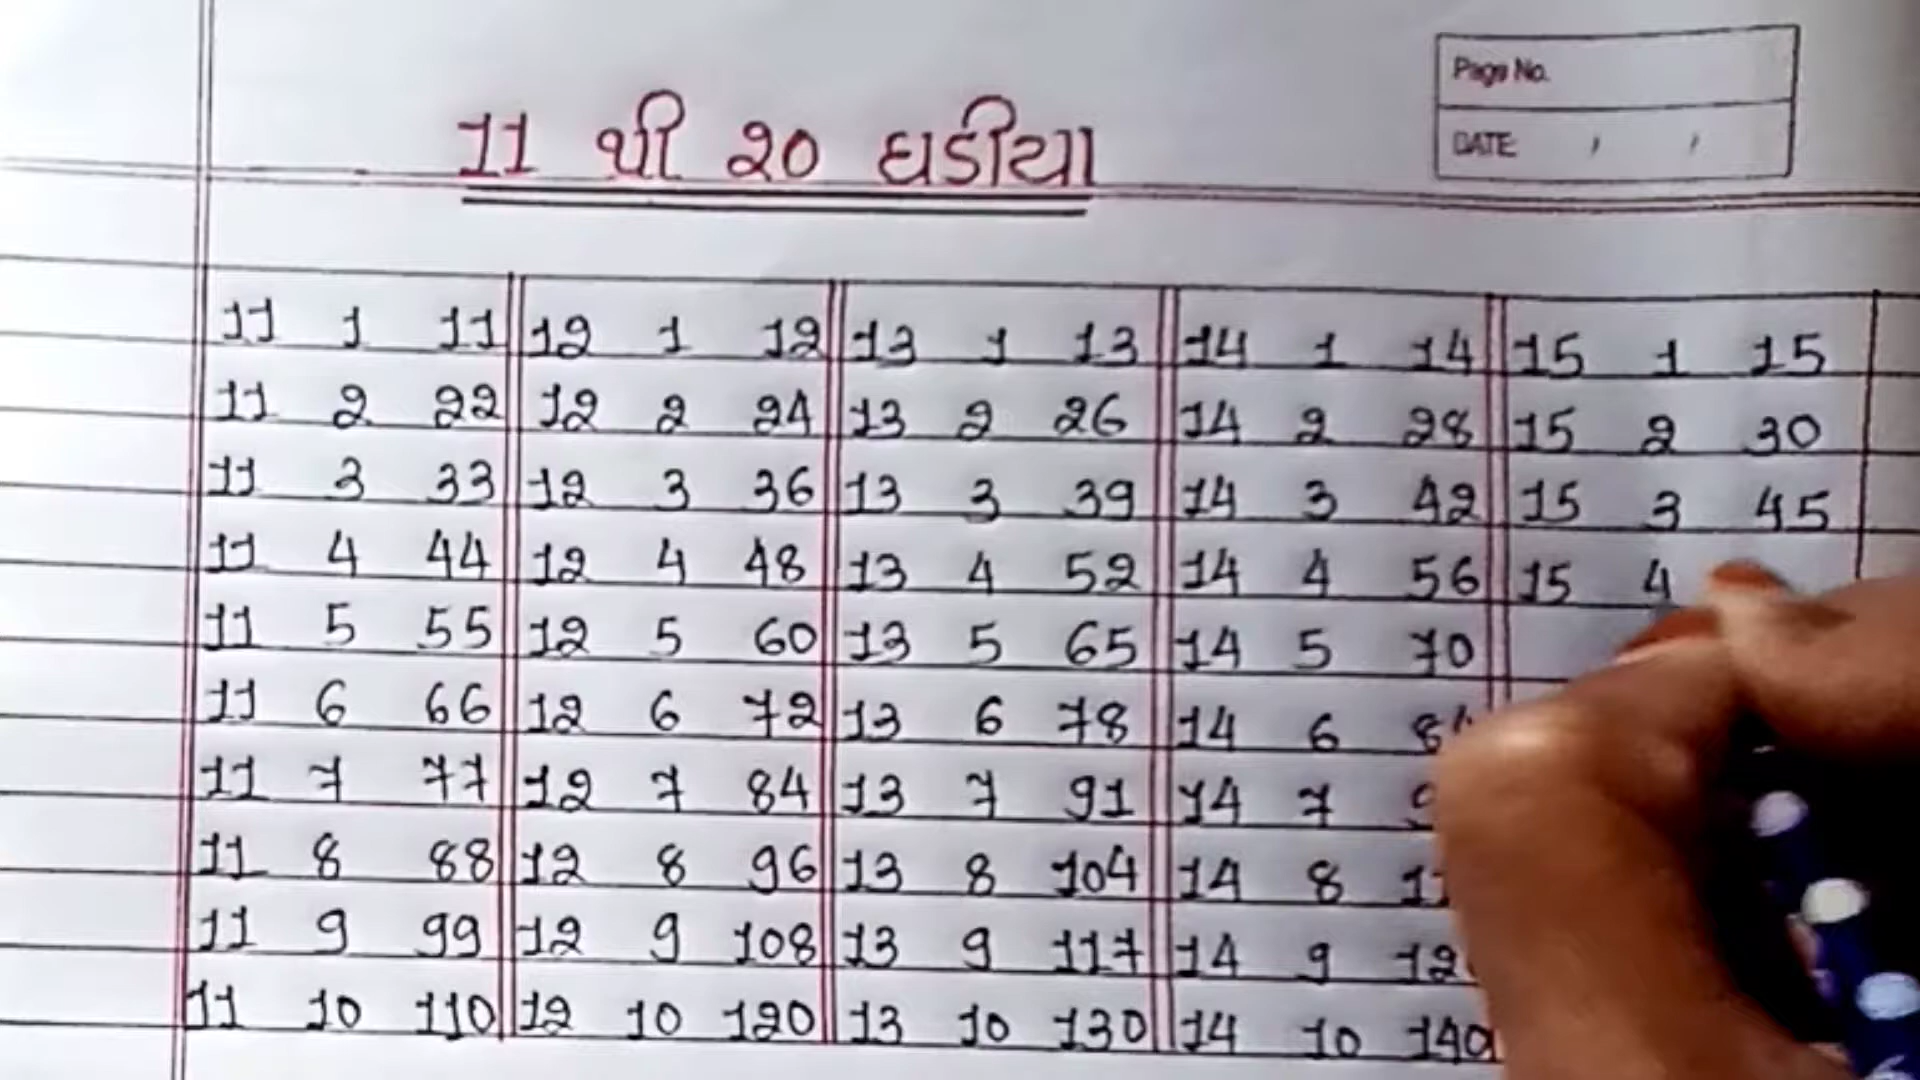 Page No.
DATE / /
11 થી 20 ઘડીયા
11 1 11 12 1 12 13 1 13 14 1 14 15 1 15
11 2 22 12 2 24 13 2 26 14 2 28 15 2 30
11 3 33 12 3 36 13 3 39 14 3 42 15 3 45
11 4 44 12 4 48 13 4 52 14 4 56 15 4
11 5 55 12 5 60 13 5 65 14 5 70
11 6 66 12 6 72 13 6 78 14 6
11 7 77 12 7 84 13 7 91 14 7
11 8 88 12 8 96 13 8 104 14 8
11 9 99 12 9 108 13 9 117 14 9
11 10 110 12 10 120 13 10 130 14 10 140